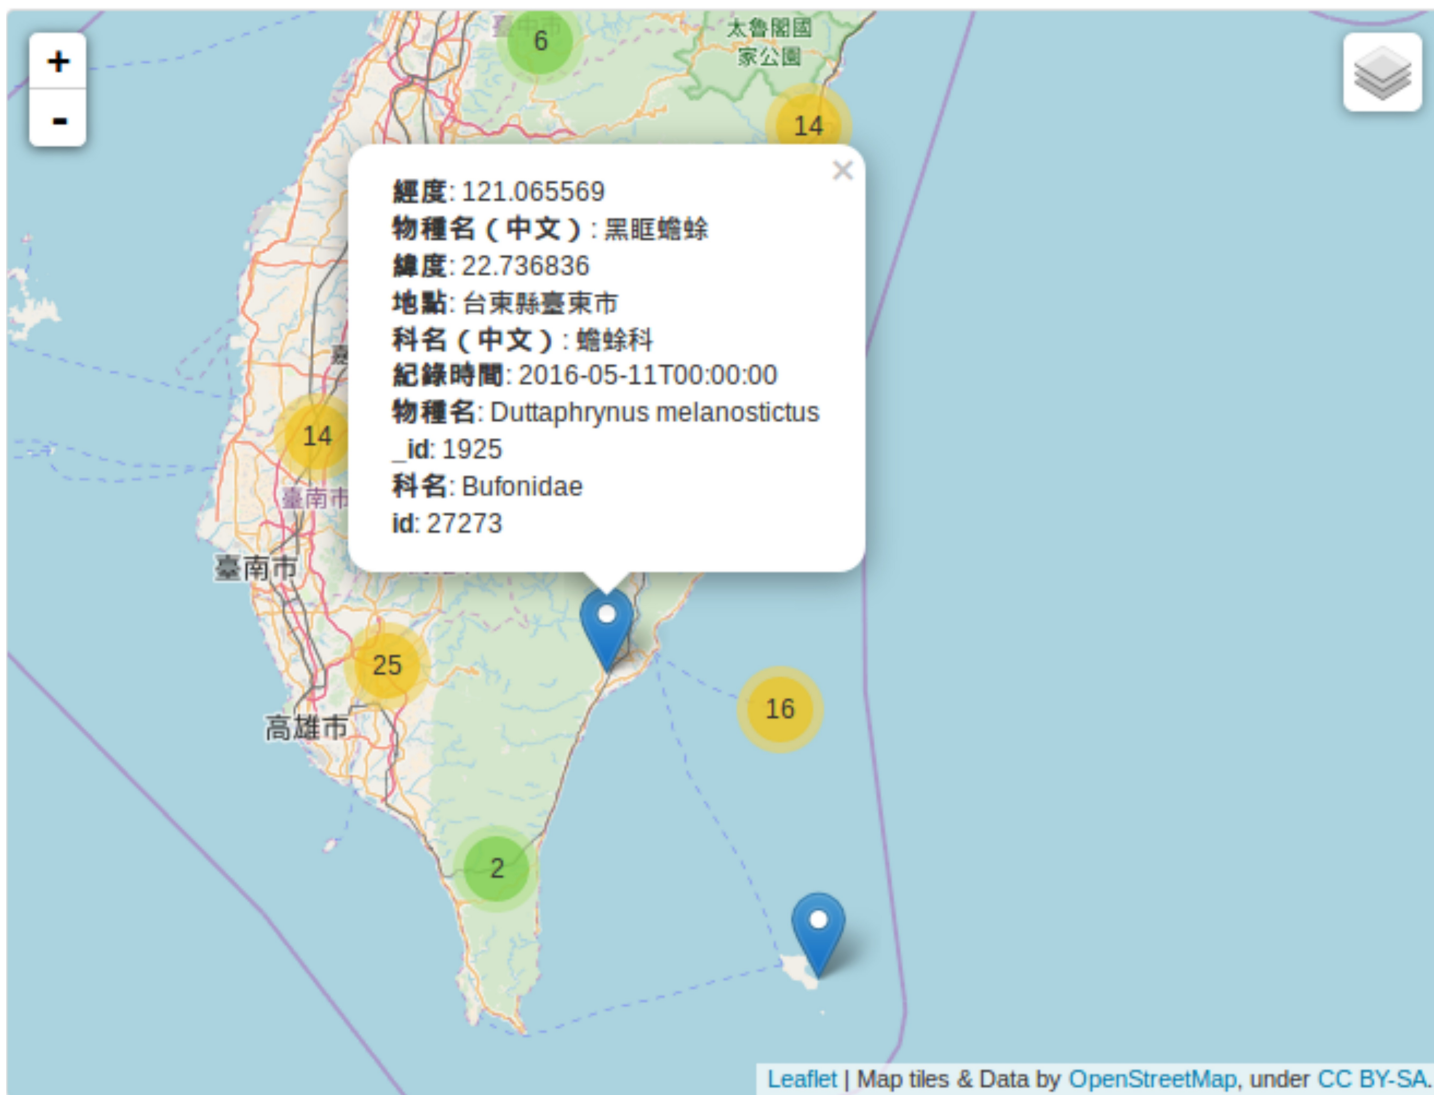 臺中市
6
太魯閣國
家公園
+
-
14
經度: 121.065569
物種名（中文）: 黑眶蟾蜍
緯度: 22.736836
地點: 台東縣臺東市
科名（中文）: 蟾蜍科
紀錄時間: 2016-05-11T00:00:00
物種名: Duttaphrynus melanostictus
_id: 1925
科名: Bufonidae
id: 27273
×
嘉
14
臺南市
臺南市
25
16
高雄市
2
Leaflet | Map tiles & Data by OpenStreetMap, under CC BY-SA.